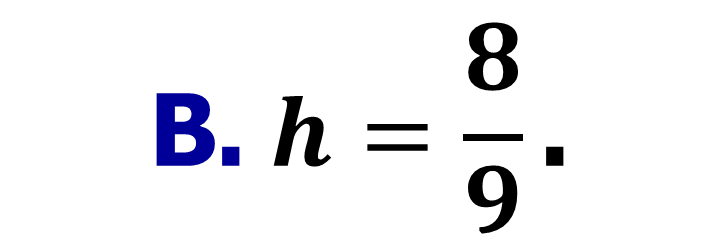 B. h = 8/9.